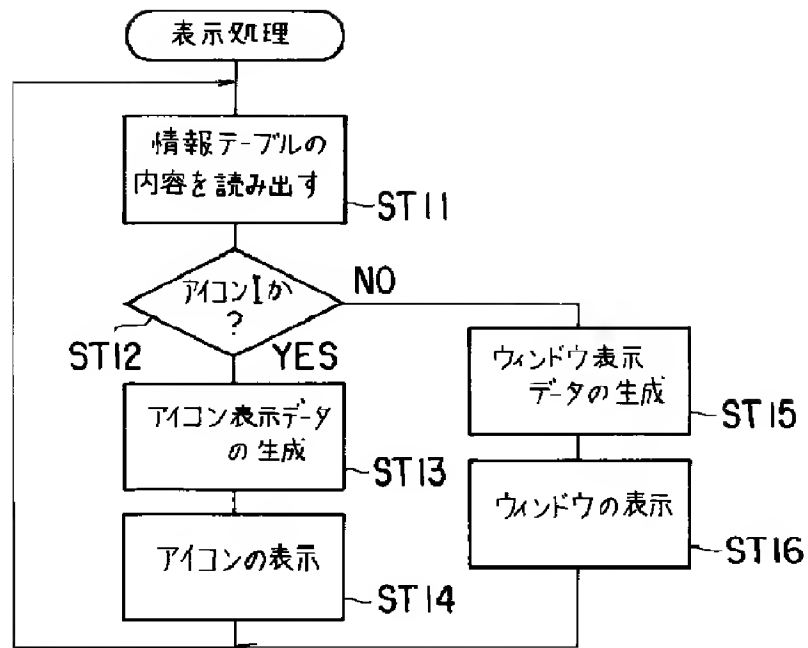 表示処理
情報テーブルの
内容を読み出す
ST11
アイコンIか
?
NO
ST12
YES
アイコン表示データ
の生成
ST13
アイコンの表示
ST14
ウィンドウ表示
データの生成
ST15
ウィンドウの表示
ST16